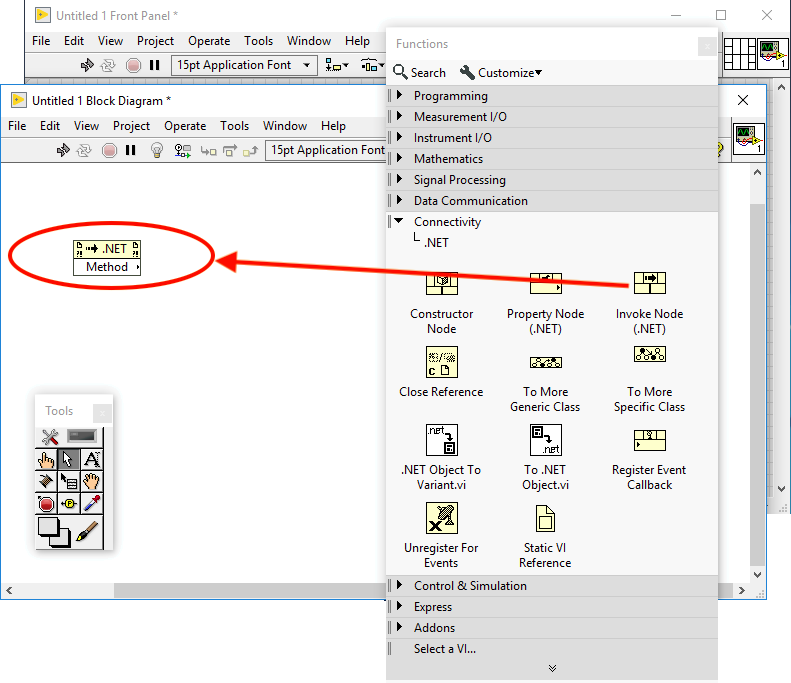 Untitled 1 Front Panel *
File Edit View Project Operate Tools Window Help
15pt Application Font
1
Untitled 1 Block Diagram *
File Edit View Project Operate Tools Window Help
15pt Application Font
1
.NET
Method
Tools
Functions
Search Customize
Programming
Measurement I/O
Instrument I/O
Mathematics
Signal Processing
Data Communication
Connectivity
.NET
Constructor
Node
Property Node
(.NET)
Invoke Node
(.NET)
Close Reference
To More
Generic Class
To More
Specific Class
.NET Object To
Variant.vi
To .NET
Object.vi
Register Event
Callback
Unregister For
Events
Static VI
Reference
Control & Simulation
Express
Addons
Select a VI...